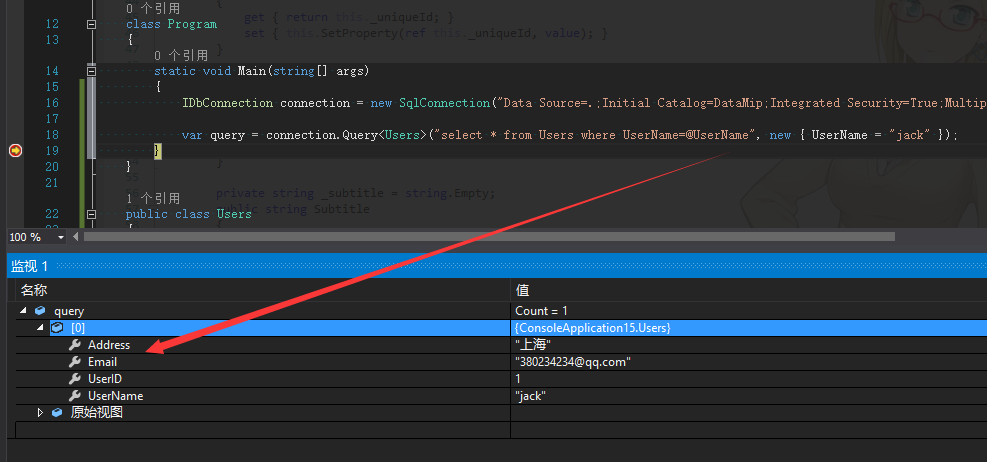 0 个引用
get { return this._uniqueId; }
12 class Program
set { this.SetProperty(ref this._uniqueId, value); }
13 {
}
0 个引用
14 static void Main(string[] args)
15 {
16 IDbConnection connection = new SqlConnection("Data Source=.;Initial Catalog=DataMip;Integrated Security=True;Multip
17
18 var query = connection.Query<Users>("select * from Users where UserName=@UserName", new { UserName = "jack" });
19 }
20 }
}
21
1 个引用
private string _subtitle = string.Empty;
22 public class Users
public string Subtitle
{
100 %
监视 1
名称 值
query Count = 1
[0] {ConsoleApplication15.Users}
Address "上海"
Email "380234234@qq.com"
UserID 1
UserName "jack"
原始视图